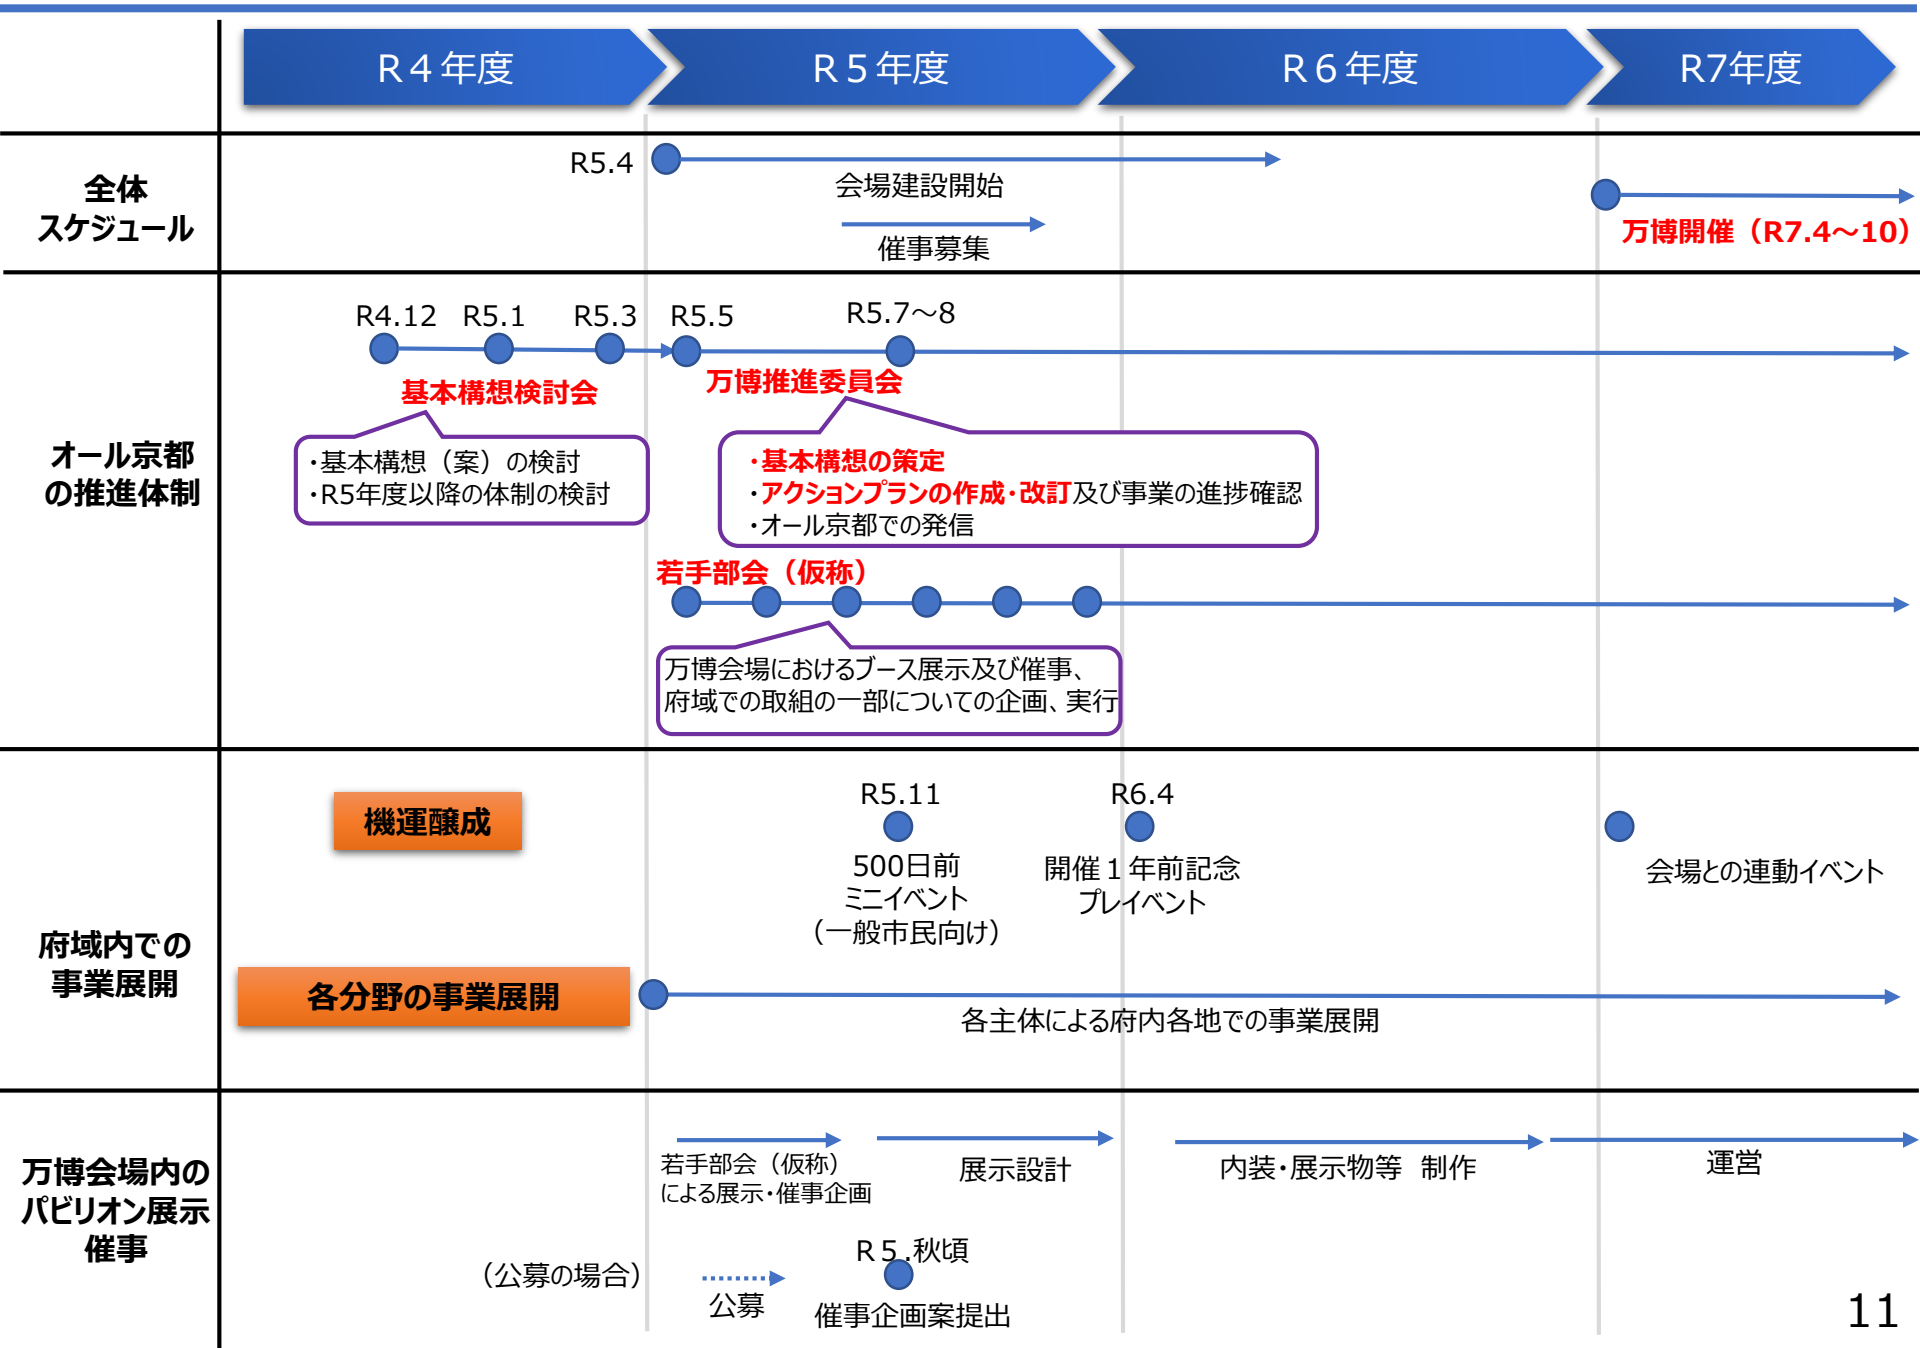 R４年度
R５年度
R６年度
R7年度
全体
スケジュール
R5.4
会場建設開始
催事募集
万博開催（R7.4～10）
オール京都
の推進体制
R4.12
R5.1
R5.3
R5.5
R5.7～8
基本構想検討会
万博推進委員会
・基本構想（案）の検討
・R5年度以降の体制の検討
・基本構想の策定
・アクションプランの作成・改訂及び事業の進捗確認
・オール京都での発信
若手部会（仮称）
万博会場におけるブース展示及び催事、
府域での取組の一部についての企画、実行
府域内での
事業展開
機運醸成
R5.11
500日前
ミニイベント
（一般市民向け）
R6.4
開催１年前記念
プレイベント
会場との連動イベント
各分野の事業展開
各主体による府内各地での事業展開
万博会場内の
パビリオン展示
催事
若手部会（仮称）
による展示・催事企画
展示設計
内装・展示物等　制作
運営
（公募の場合）
公募
R５.秋頃
催事企画案提出
11